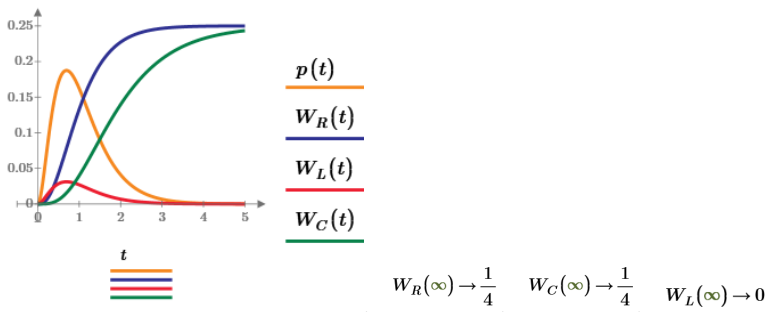 0.25
0.2
0.15
0.1
0.05
0
0 1 2 3 4 5
t
p(t)
W_R(t)
W_L(t)
W_C(t)
W_R(∞)→1/4
W_C(∞)→1/4
W_L(∞)→0